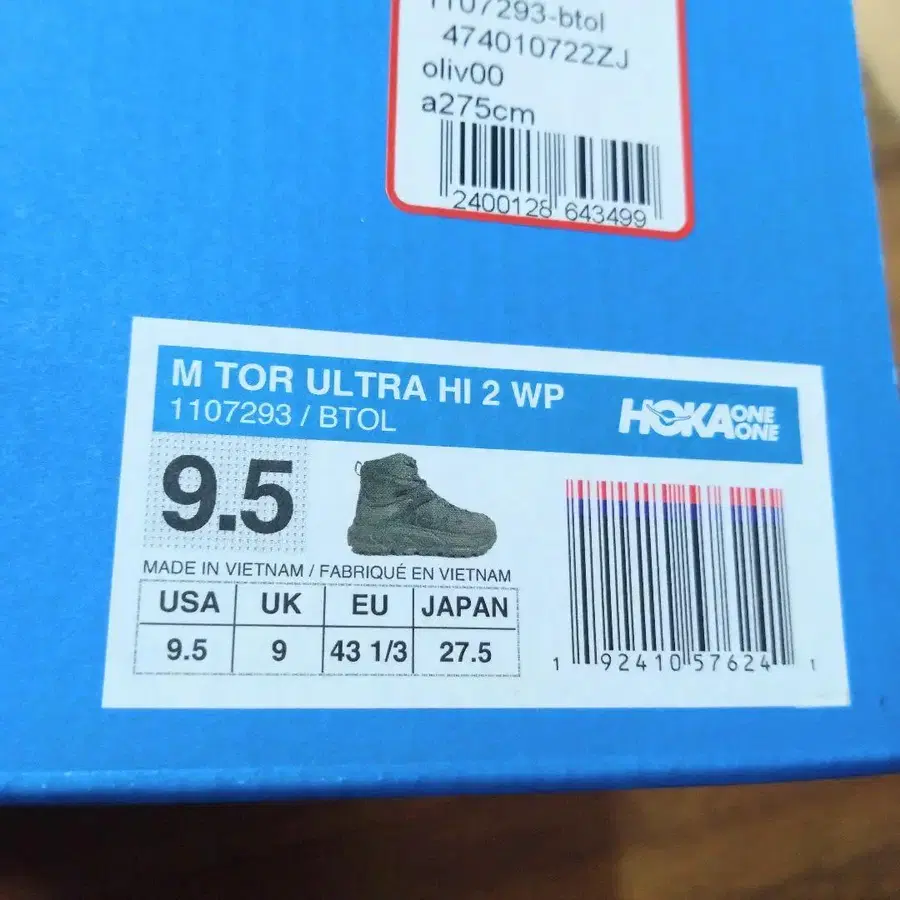 1107293-btol
474010722ZJ
oliv00
a275cm
2400128 643499
M TOR ULTRA HI 2 WP
1107293 / BTOL
HOKA ONE ONE
9.5
MADE IN VIETNAM / FABRIQUÉ EN VIETNAM
USA UK EU JAPAN
9.5 9 43 1/3 27.5
1 92410 57624 1